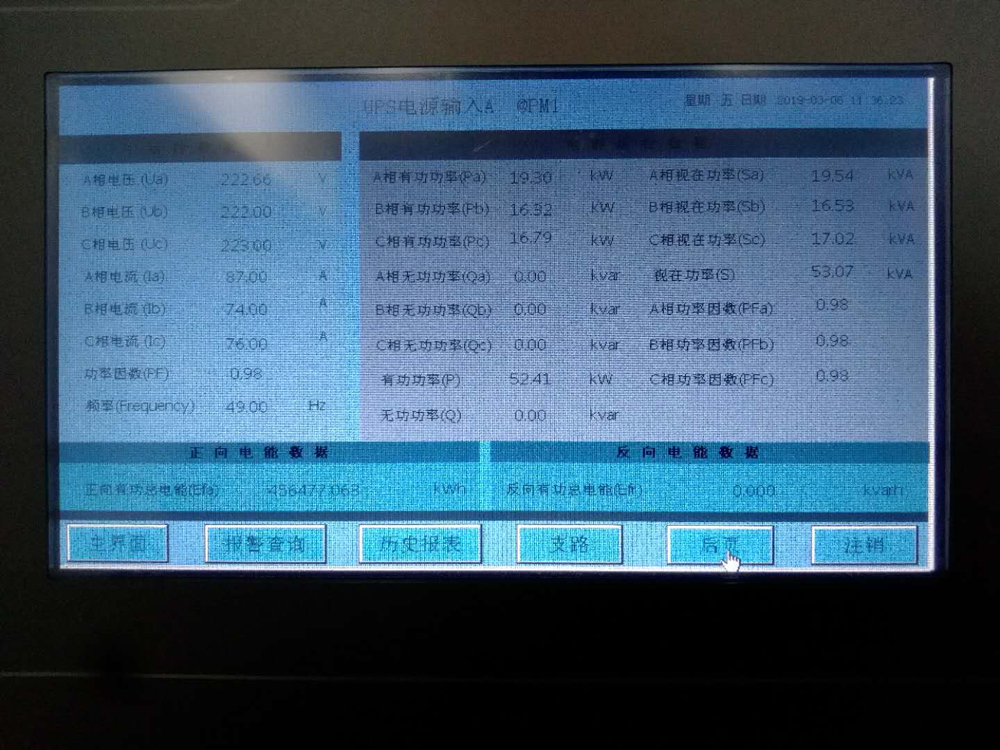 UPS电源输入A @PM1
星期 五 日期 2019-03-06 11:36:23
A相电压 (Ua) 222.66 V
B相电压 (Ub) 222.00 V
C相电压 (Uc) 223.00 V
A相电流 (Ia) 87.00 A
B相电流 (Ib) 74.00 A
C相电流 (Ic) 76.00 A
功率因数(PF) 0.98
频率(Frequency) 49.00 Hz
A相有功功率(Pa) 19.30 kW A相视在功率(Sa) 19.54 kVA
B相有功功率(Pb) 16.32 kW B相视在功率(Sb) 16.53 kVA
C相有功功率(Pc) 16.79 kW C相视在功率(Sc) 17.02 kVA
A相无功功率(Qa) 0.00 kvar 视在功率(S) 53.07 kVA
B相无功功率(Qb) 0.00 kvar A相功率因数(PFa) 0.98
C相无功功率(Qc) 0.00 kvar B相功率因数(PFb) 0.98
有功功率(P) 52.41 kW C相功率因数(PFc) 0.98
无功功率(Q) 0.00 kvar
正向电能数据 反向电能数据
正向有功总电能(Efa) 456477.068 kWh 反向有功总电能(Efr) 0.000 kvarh
主界面 报警查询 历史报表 支路 后页 注销